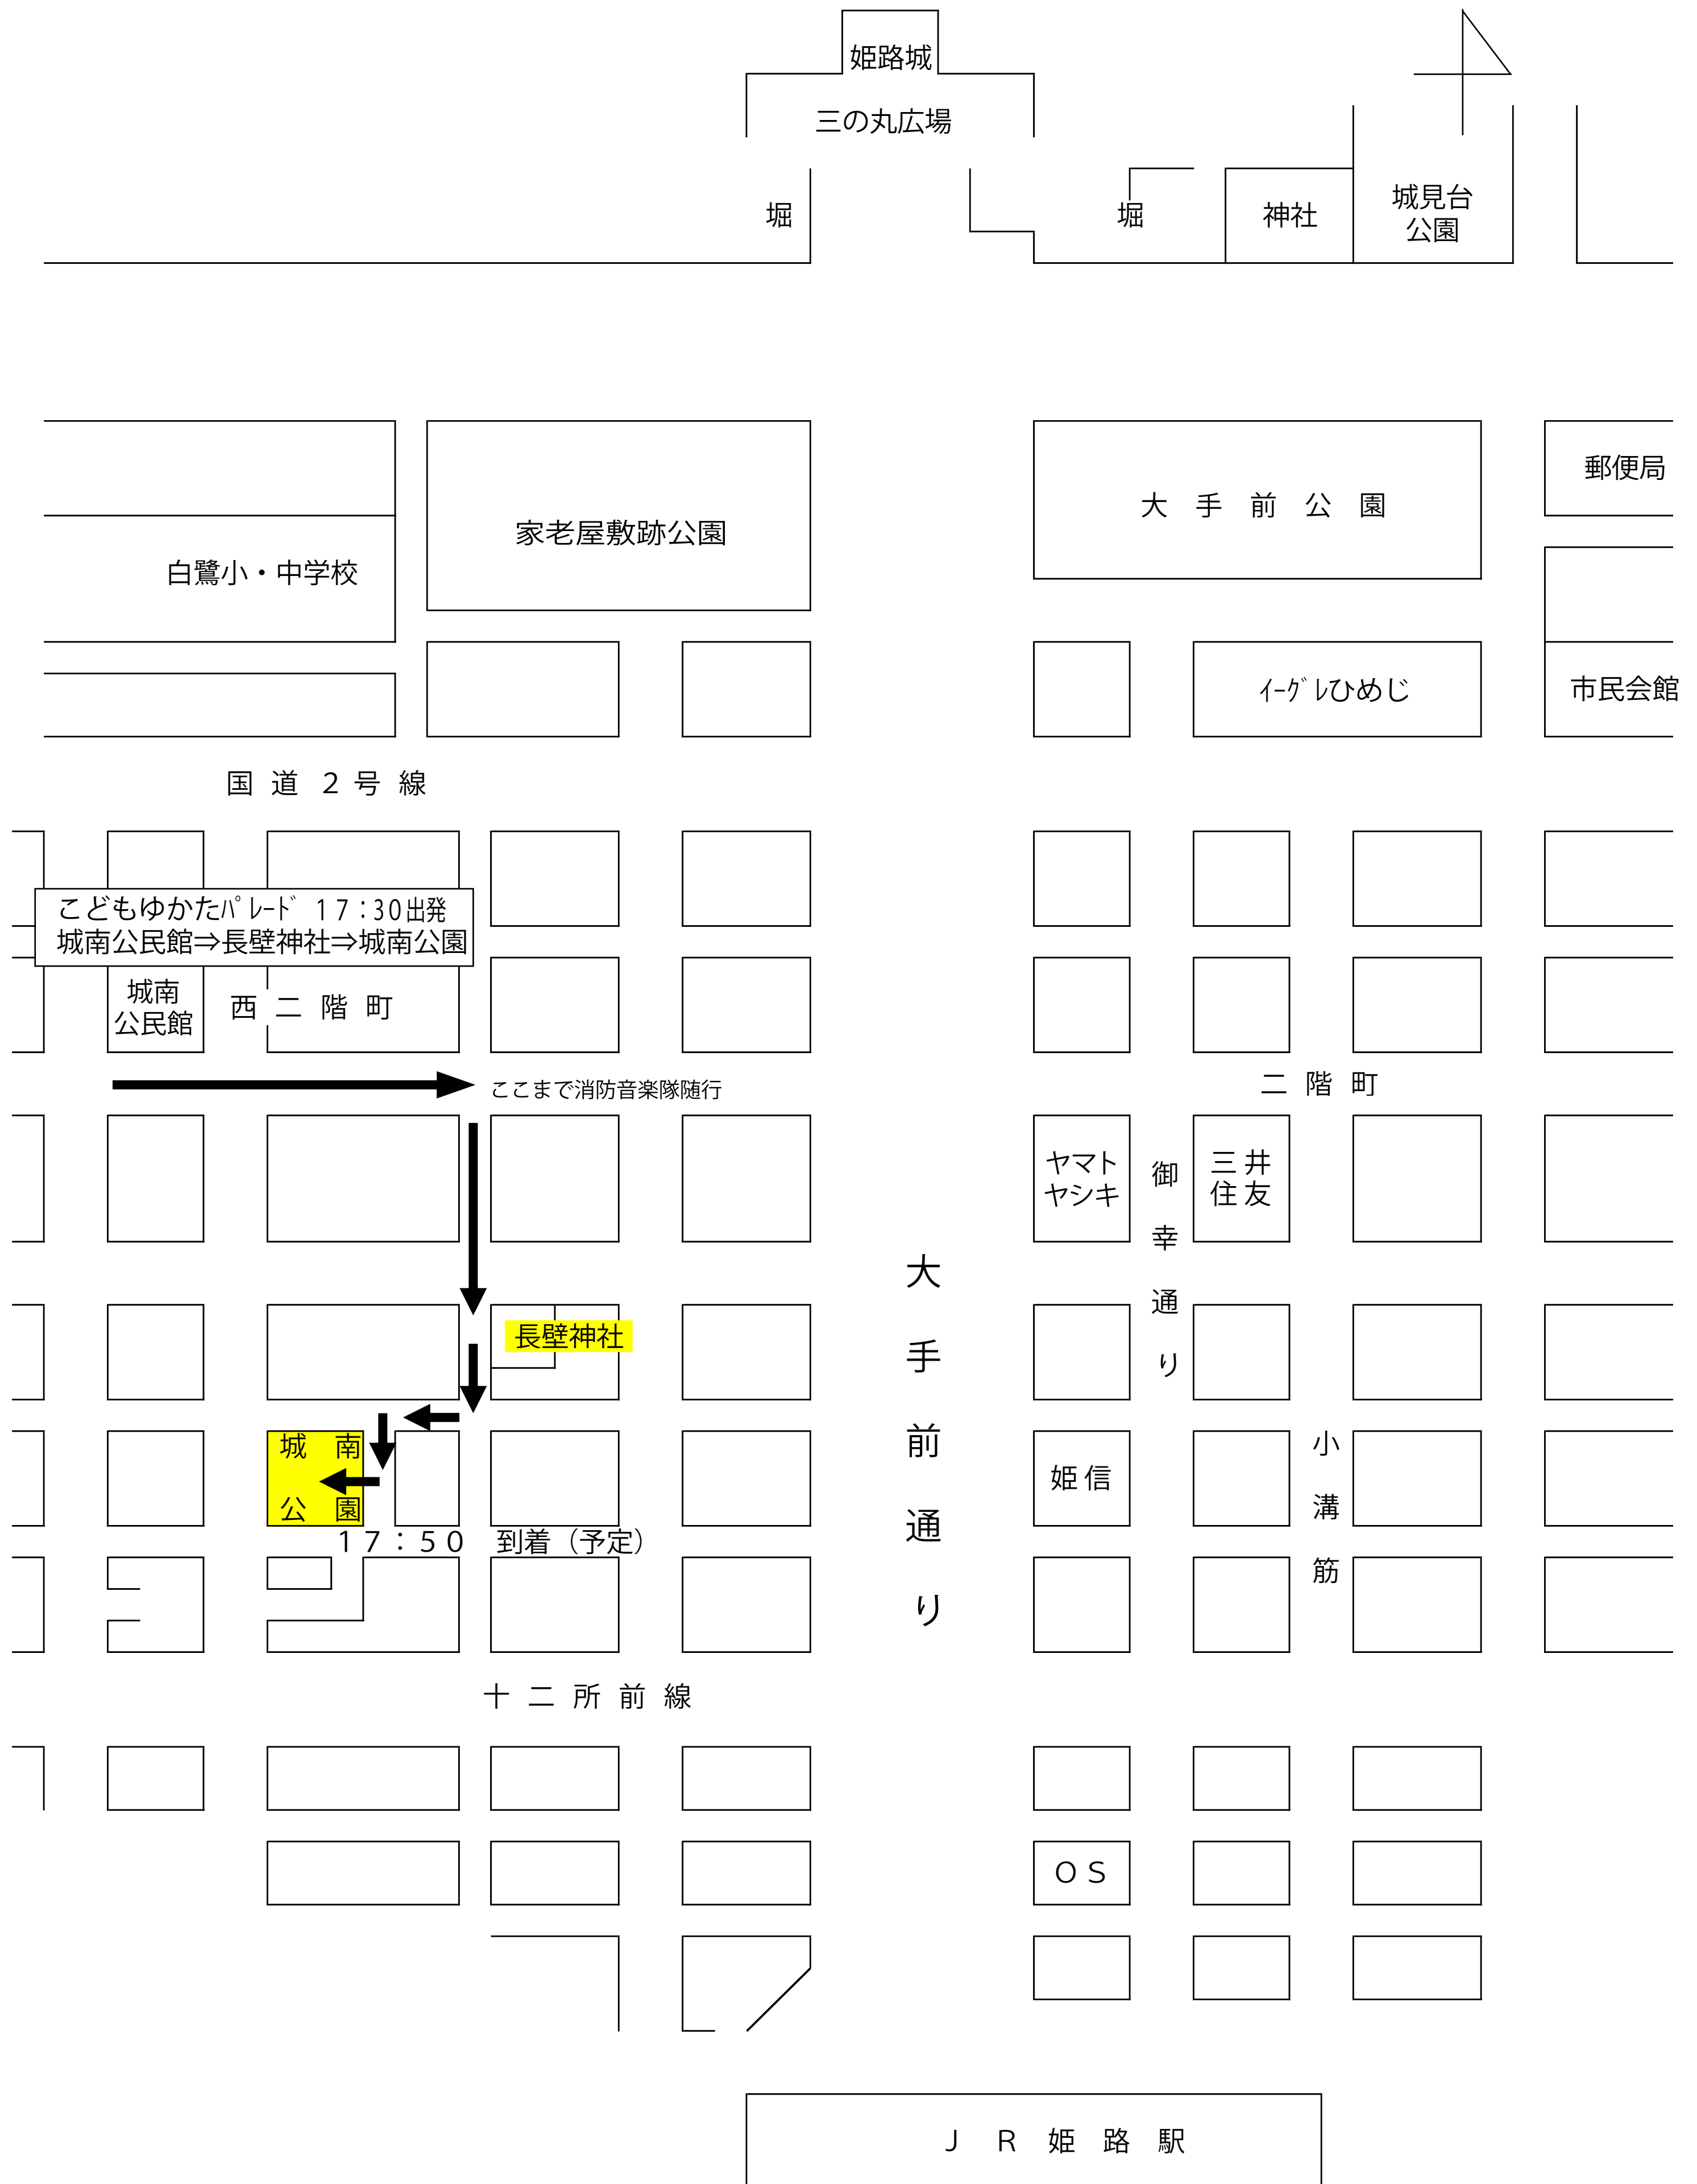 姫路城
三の丸広場
堀
堀
神社
城見台
公園
郵便局
大手前公園
家老屋敷跡公園
白鷺小・中学校
ｲｰｸﾞﾚひめじ
市民会館
国道２号線
こどもゆかたﾊﾟﾚｰﾄﾞ １７：３０出発
城南公民館⇒長壁神社⇒城南公園
城南
公民館
西二階町
ここまで消防音楽隊随行
二階町
ヤマト
ヤシキ
御幸通り
三井
住友
大手前通り
長壁神社
城南
公園
姫信
小溝筋
１７：５０　到着（予定）
十二所前線
ＯＳ
ＪＲ姫路駅